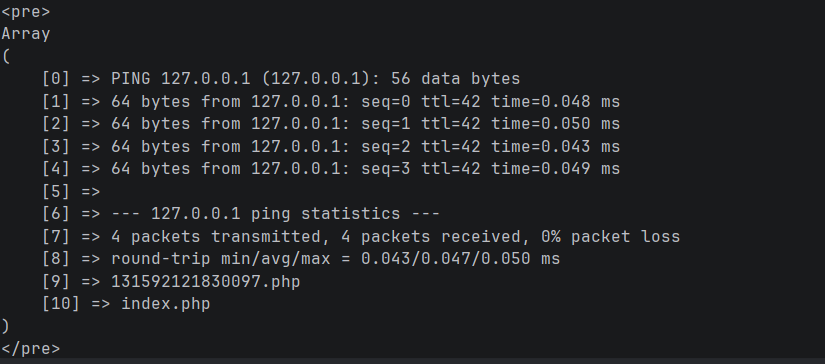 <pre>
Array
(
    [0] => PING 127.0.0.1 (127.0.0.1): 56 data bytes
    [1] => 64 bytes from 127.0.0.1: seq=0 ttl=42 time=0.048 ms
    [2] => 64 bytes from 127.0.0.1: seq=1 ttl=42 time=0.050 ms
    [3] => 64 bytes from 127.0.0.1: seq=2 ttl=42 time=0.043 ms
    [4] => 64 bytes from 127.0.0.1: seq=3 ttl=42 time=0.049 ms
    [5] =>
    [6] => --- 127.0.0.1 ping statistics ---
    [7] => 4 packets transmitted, 4 packets received, 0% packet loss
    [8] => round-trip min/avg/max = 0.043/0.047/0.050 ms
    [9] => 131592121830097.php
    [10] => index.php
)
</pre>